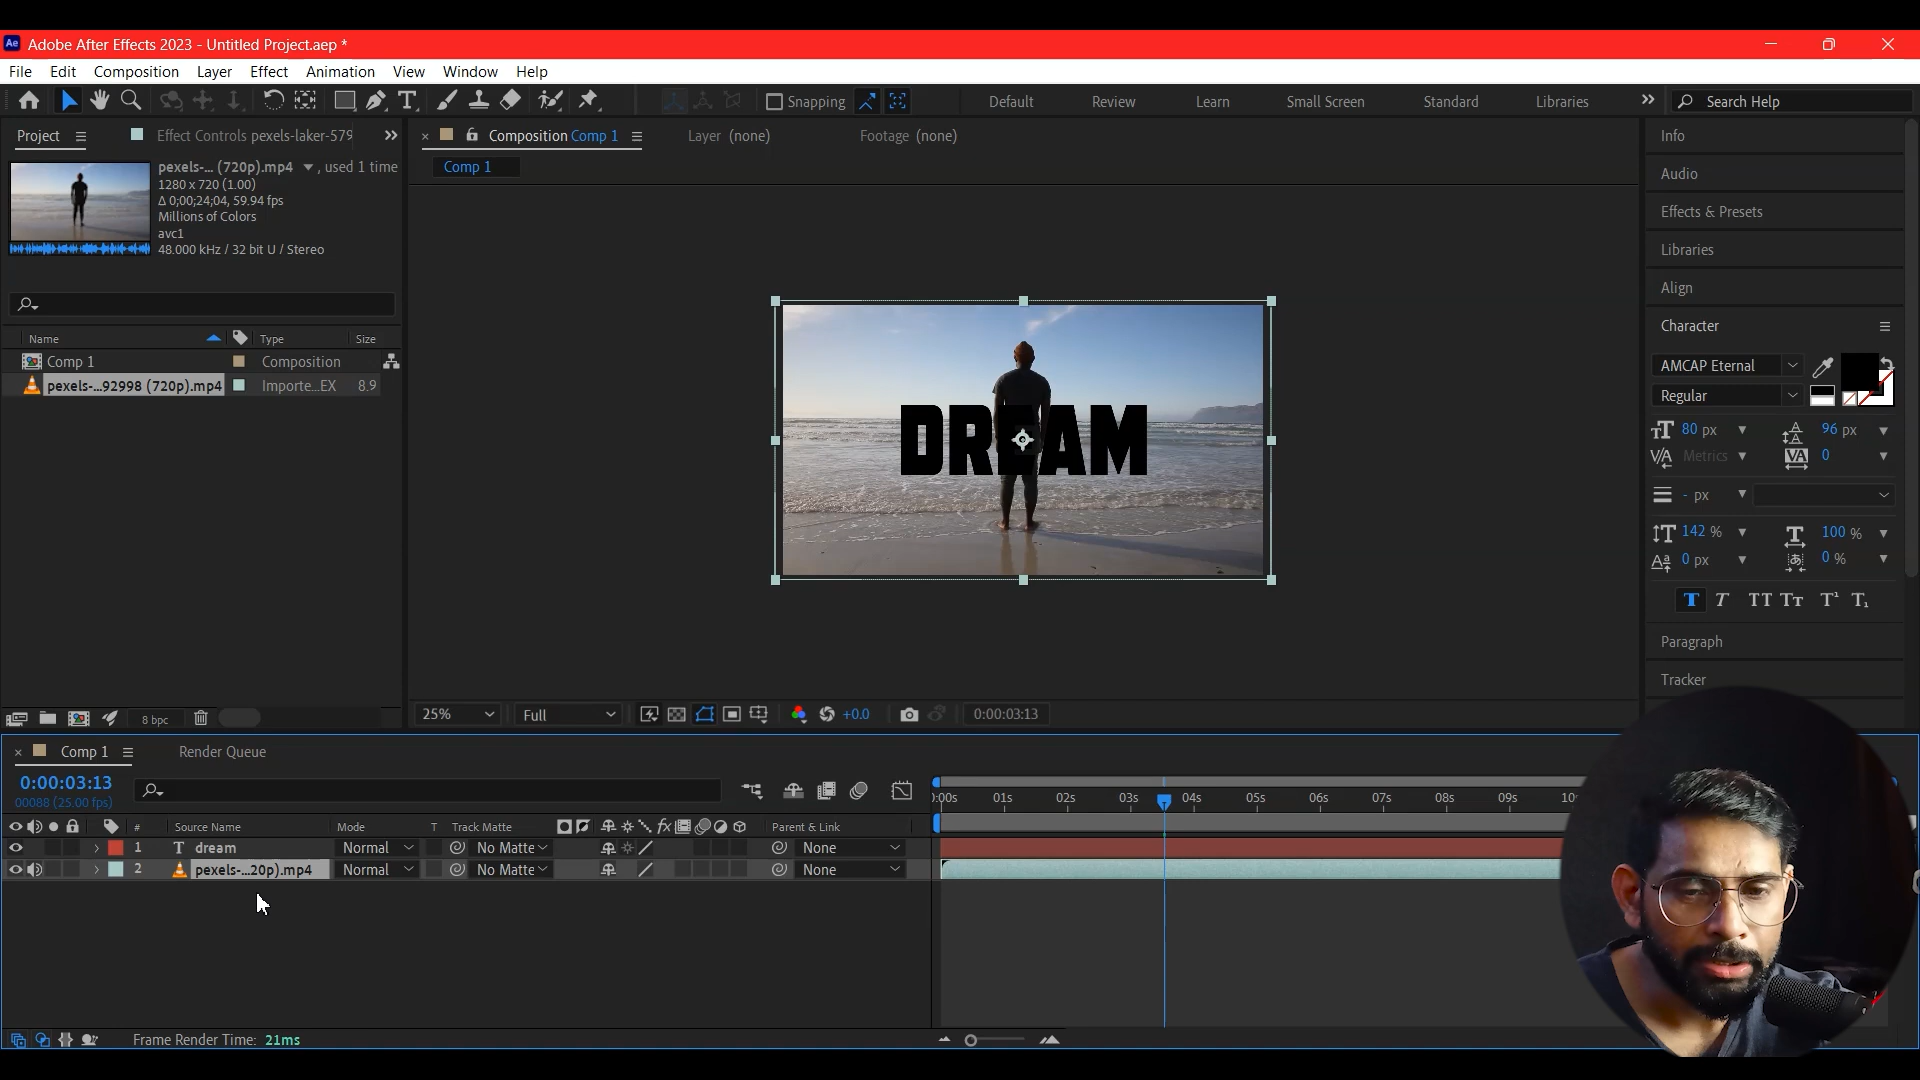 Ae Adobe After Effects 2023 - Untitled Project.aep *
File Edit Composition Layer Effect Animation View Window Help
Snapping Default Review Learn Small Screen Standard Libraries Search Help
Project Effect Controls pexels-laker-579
Composition Comp 1 Layer (none) Footage (none)
Comp 1
pexels-... (720p).mp4 , used 1 time
1280 x 720 (1.00)
Δ 0;00;24;04, 59.94 fps
Millions of Colors
avc1
48.000 kHz / 32 bit U / Stereo
Name Type Size
Comp 1 Composition
pexels-...92998 (720p).mp4 Importe...EX 8.9
DREAM
Info
Audio
Effects & Presets
Libraries
Align
Character
AMCAP Eternal
Regular
80 px 96 px
Metrics 0
- px
142 % 100 %
0 px 0 %
T T TT Tт T¹ T₁
Paragraph
Tracker
8 bpc
25% Full +0.0 0:00:03:13
Comp 1 Render Queue
0:00:03:13
00088 (25.00 fps)
:00s 01s 02s 03s 04s 05s 06s 07s 08s 09s 10
# Source Name Mode T Track Matte fx Parent & Link
1 T dream Normal No Matte None
2 pexels-...20p).mp4 Normal No Matte None
Frame Render Time: 21ms